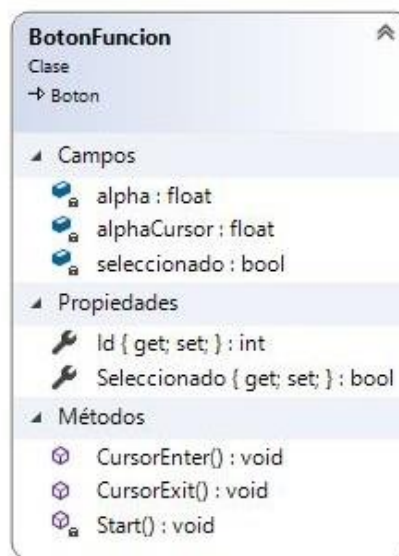 BotonFuncion
Clase
Boton
Campos
alpha : float
alphaCursor : float
seleccionado : bool
Propiedades
Id { get; set; } : int
Seleccionado { get; set; } : bool
Métodos
CursorEnter() : void
CursorExit() : void
Start() : void